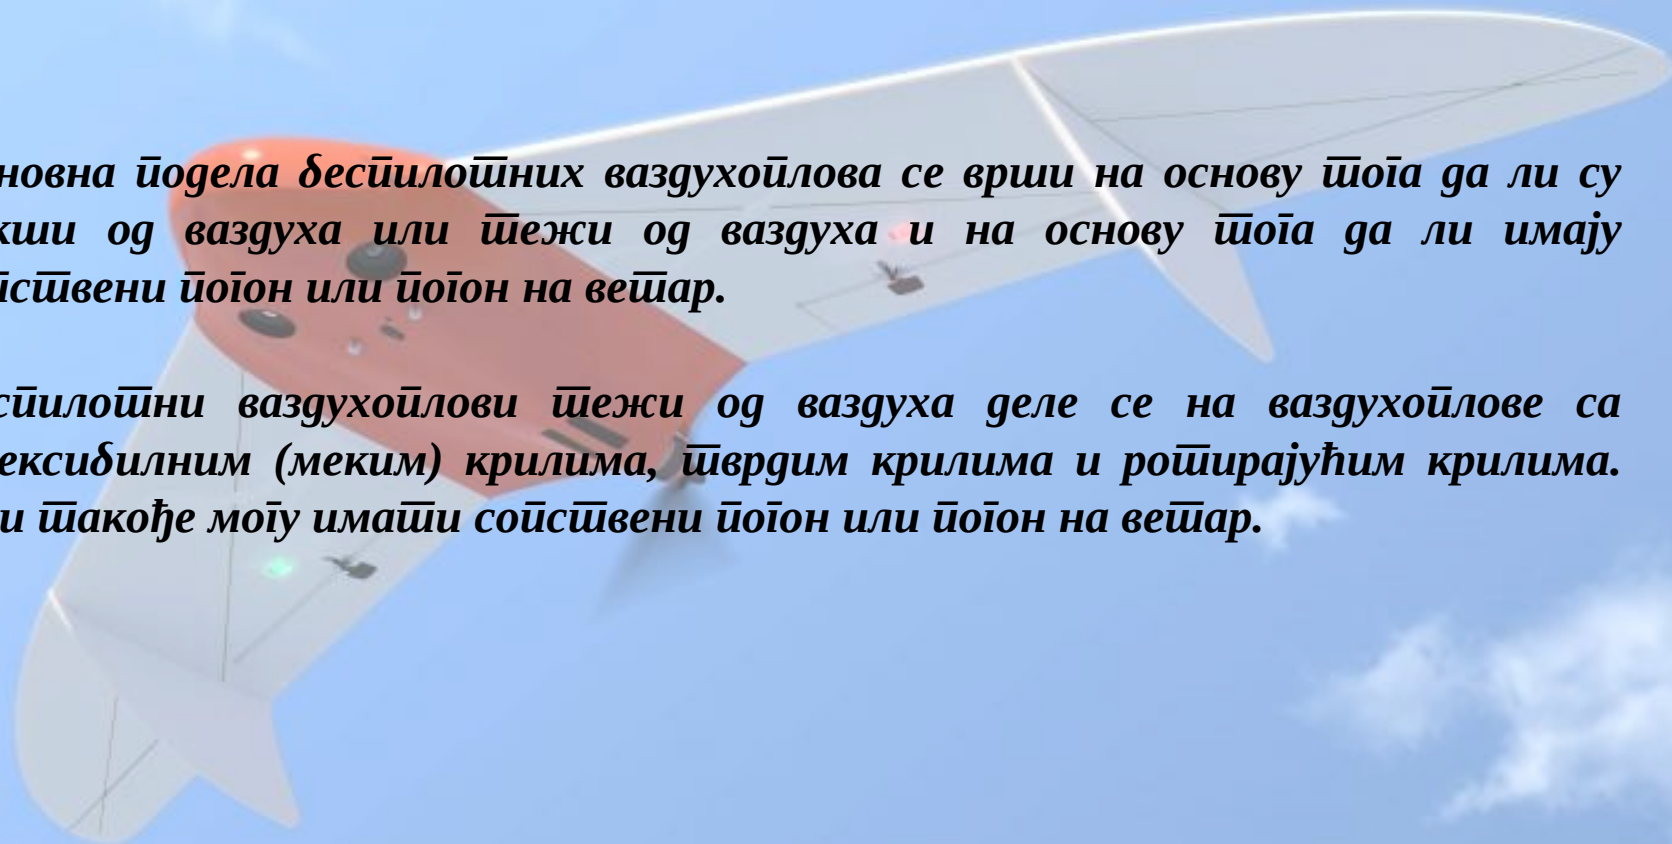 новна подела беспилотних ваздухоплова се врши на основу тога да ли су
кши од ваздуха или тежи од ваздуха и на основу тога да ли имају
пствени погон или погон на ветар.
спилотни ваздухоплови тежи од ваздуха деле се на ваздухоплове са
ексибилним (меким) крилима, тврдим крилима и ротирајућим крилима.
и такође могу имати сопствени погон или погон на ветар.